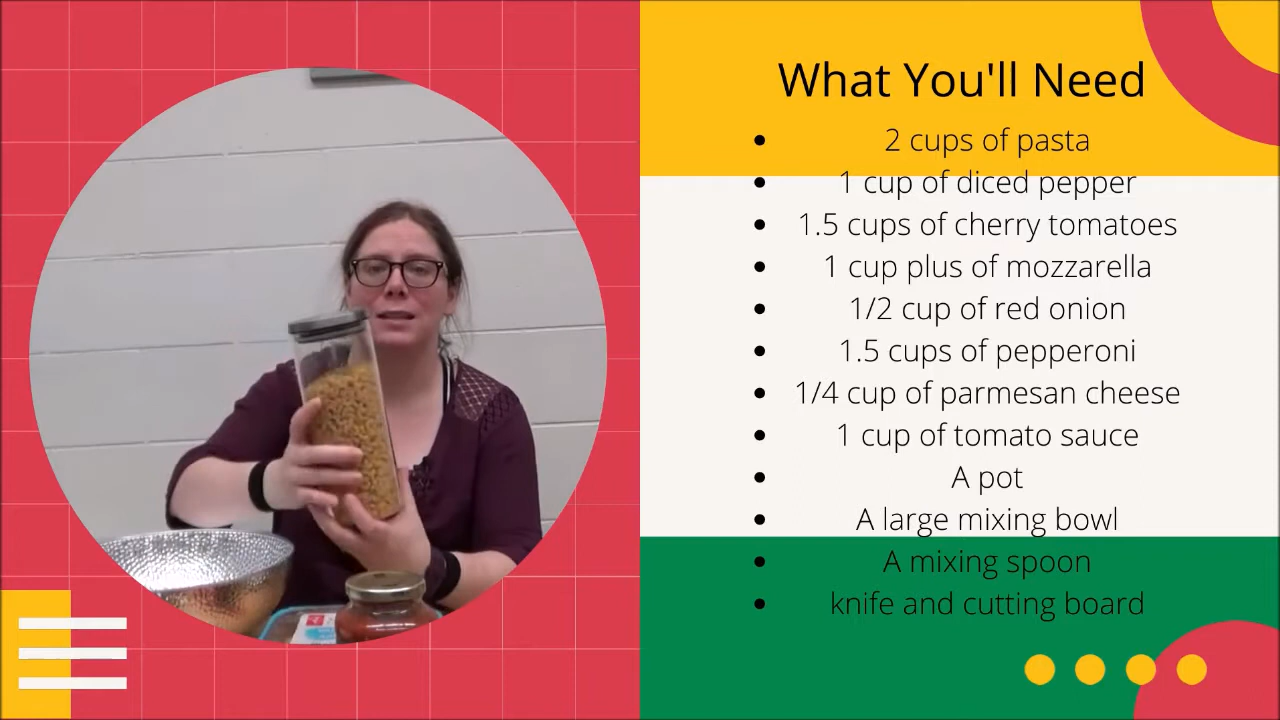 What You'll Need
2 cups of pasta
1 cup of diced pepper
1.5 cups of cherry tomatoes
1 cup plus of mozzarella
1/2 cup of red onion
1.5 cups of pepperoni
1/4 cup of parmesan cheese
1 cup of tomato sauce
A pot
A large mixing bowl
A mixing spoon
knife and cutting board